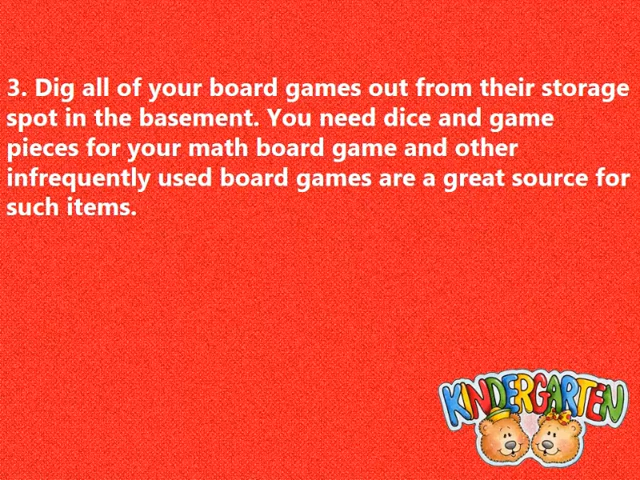 3. Dig all of your board games out from their storage
spot in the basement. You need dice and game
pieces for your math board game and other
infrequently used board games are a great source for
such items.
KINDERGARTEN